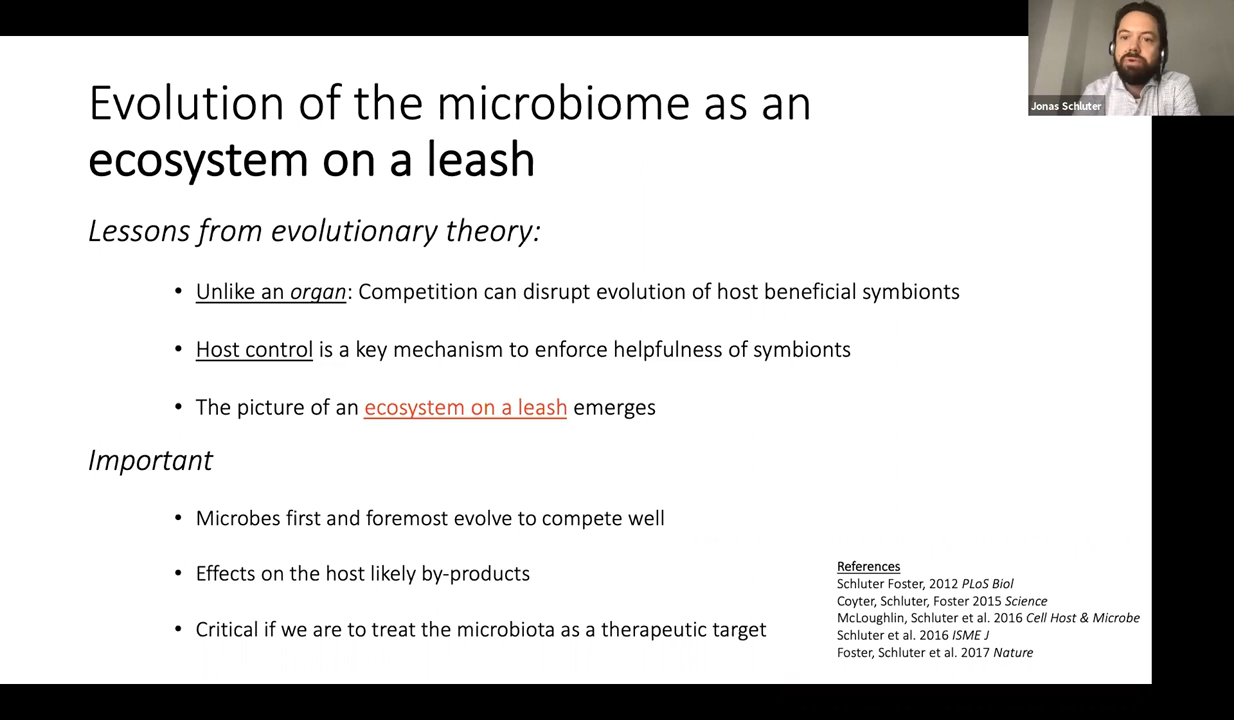 Jonas Schluter
Evolution of the microbiome as an
ecosystem on a leash
Lessons from evolutionary theory:
• Unlike an organ: Competition can disrupt evolution of host beneficial symbionts
• Host control is a key mechanism to enforce helpfulness of symbionts
• The picture of an ecosystem on a leash emerges
Important
• Microbes first and foremost evolve to compete well
• Effects on the host likely by-products
• Critical if we are to treat the microbiota as a therapeutic target
References
Schluter Foster, 2012 PLoS Biol
Coyter, Schluter, Foster 2015 Science
McLoughlin, Schluter et al. 2016 Cell Host & Microbe
Schluter et al. 2016 ISME J
Foster, Schluter et al. 2017 Nature